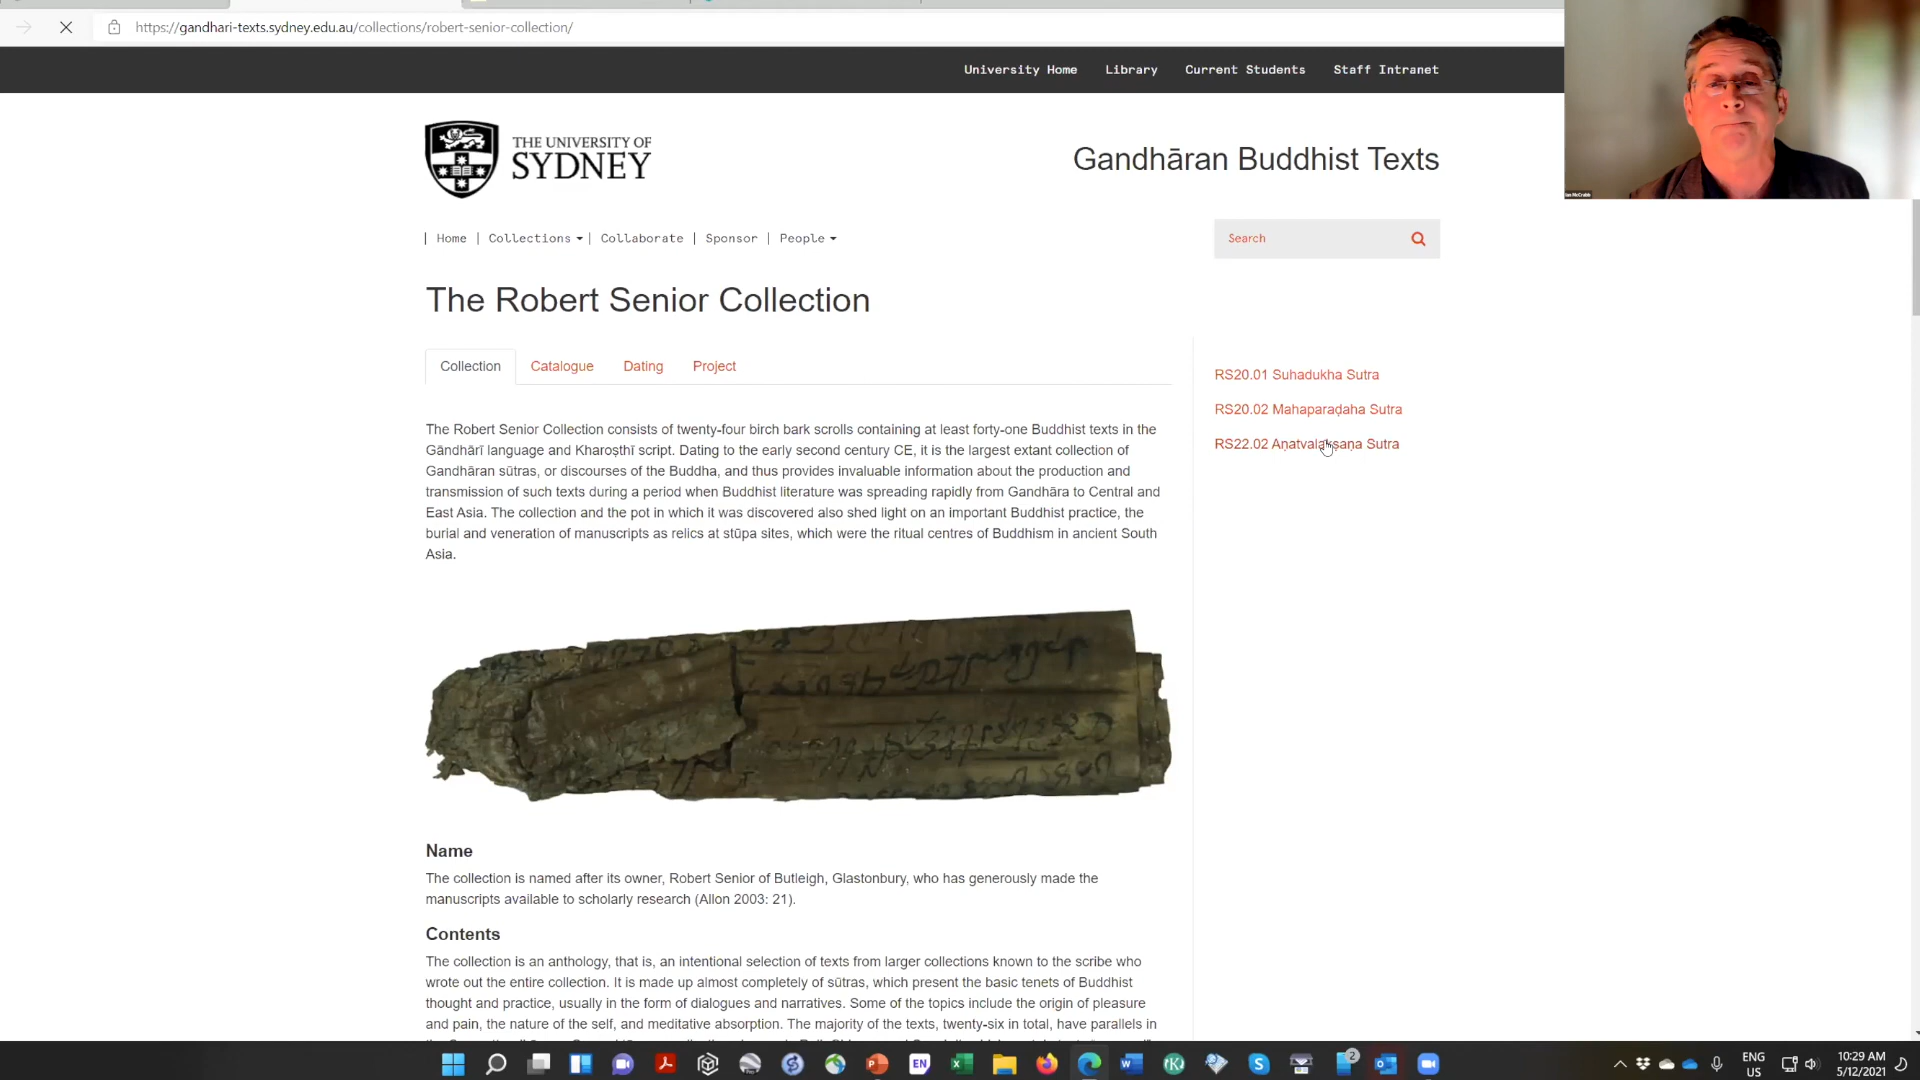 https://gandhari-texts.sydney.edu.au/collections/robert-senior-collection/
University Home Library Current Students Staff Intranet
THE UNIVERSITY OF
SYDNEY
Gandhāran Buddhist Texts
Home Collections Collaborate Sponsor People
Search
The Robert Senior Collection
Collection Catalogue Dating Project
RS20.01 Suhadukha Sutra
RS20.02 Mahaparaḍaha Sutra
RS22.02 Aṇatvalakṣaṇa Sutra
The Robert Senior Collection consists of twenty-four birch bark scrolls containing at least forty-one Buddhist texts in the
Gāndhārī language and Kharoṣṭhī script. Dating to the early second century CE, it is the largest extant collection of
Gandhāran sūtras, or discourses of the Buddha, and thus provides invaluable information about the production and
transmission of such texts during a period when Buddhist literature was spreading rapidly from Gandhāra to Central and
East Asia. The collection and the pot in which it was discovered also shed light on an important Buddhist practice, the
burial and veneration of manuscripts as relics at stūpa sites, which were the ritual centres of Buddhism in ancient South
Asia.
Name
The collection is named after its owner, Robert Senior of Butleigh, Glastonbury, who has generously made the
manuscripts available to scholarly research (Allon 2003: 21).
Contents
The collection is an anthology, that is, an intentional selection of texts from larger collections known to the scribe who
wrote out the entire collection. It is made up almost completely of sūtras, which present the basic tenets of Buddhist
thought and practice, usually in the form of dialogues and narratives. Some of the topics include the origin of pleasure
and pain, the nature of the self, and meditative absorption. The majority of the texts, twenty-six in total, have parallels in
EN
2
ENG
US
10:29 AM
5/12/2021